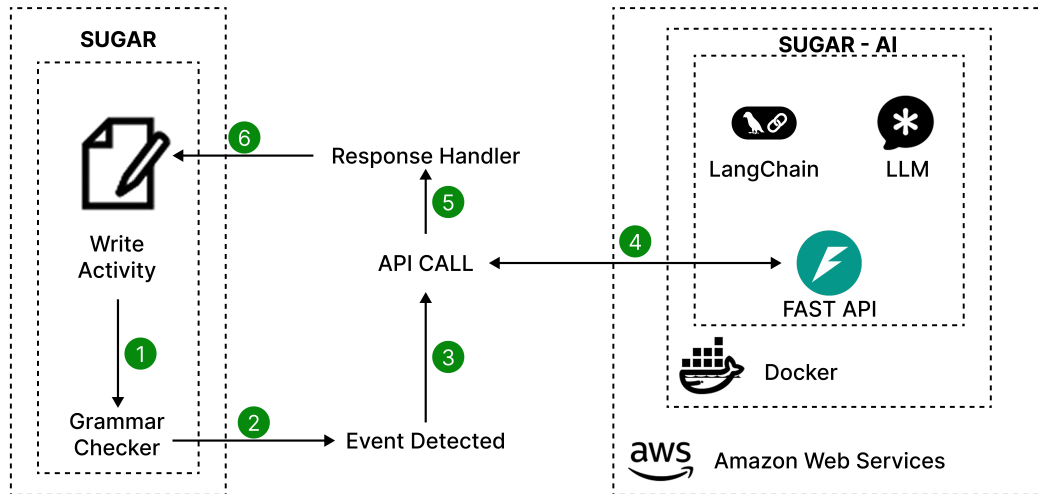 SUGAR
SUGAR - AI
6
Response Handler
LangChain
LLM
5
Write
Activity
API CALL
4
FAST API
1
3
Docker
Grammar
Checker
2
Event Detected
aws
Amazon Web Services